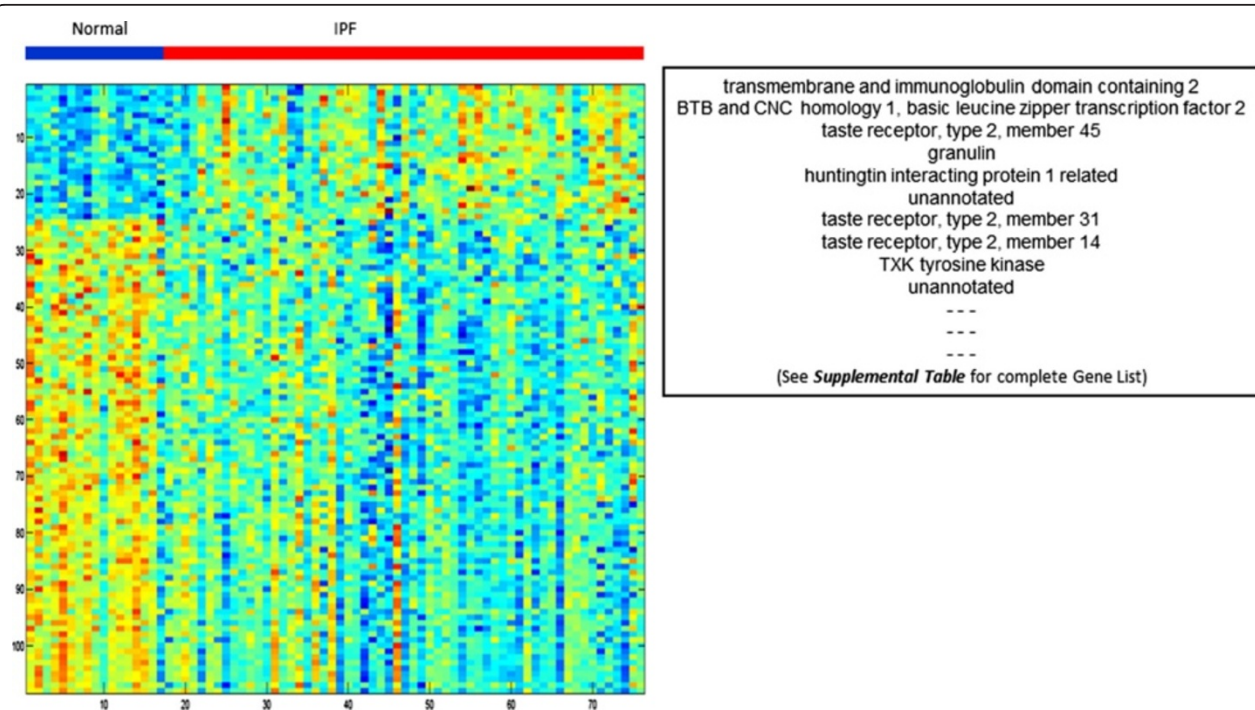 Normal IPF
transmembrane and immunoglobulin domain containing 2
BTB and CNC homology 1, basic leucine zipper transcription factor 2
taste receptor, type 2, member 45
granulin
huntingtin interacting protein 1 related
unannotated
taste receptor, type 2, member 31
taste receptor, type 2, member 14
TXK tyrosine kinase
unannotated
---
---
---
(See Supplemental Table for complete Gene List)
10
20
30
40
50
60
70
80
90
100
10 20 30 40 50 60 70